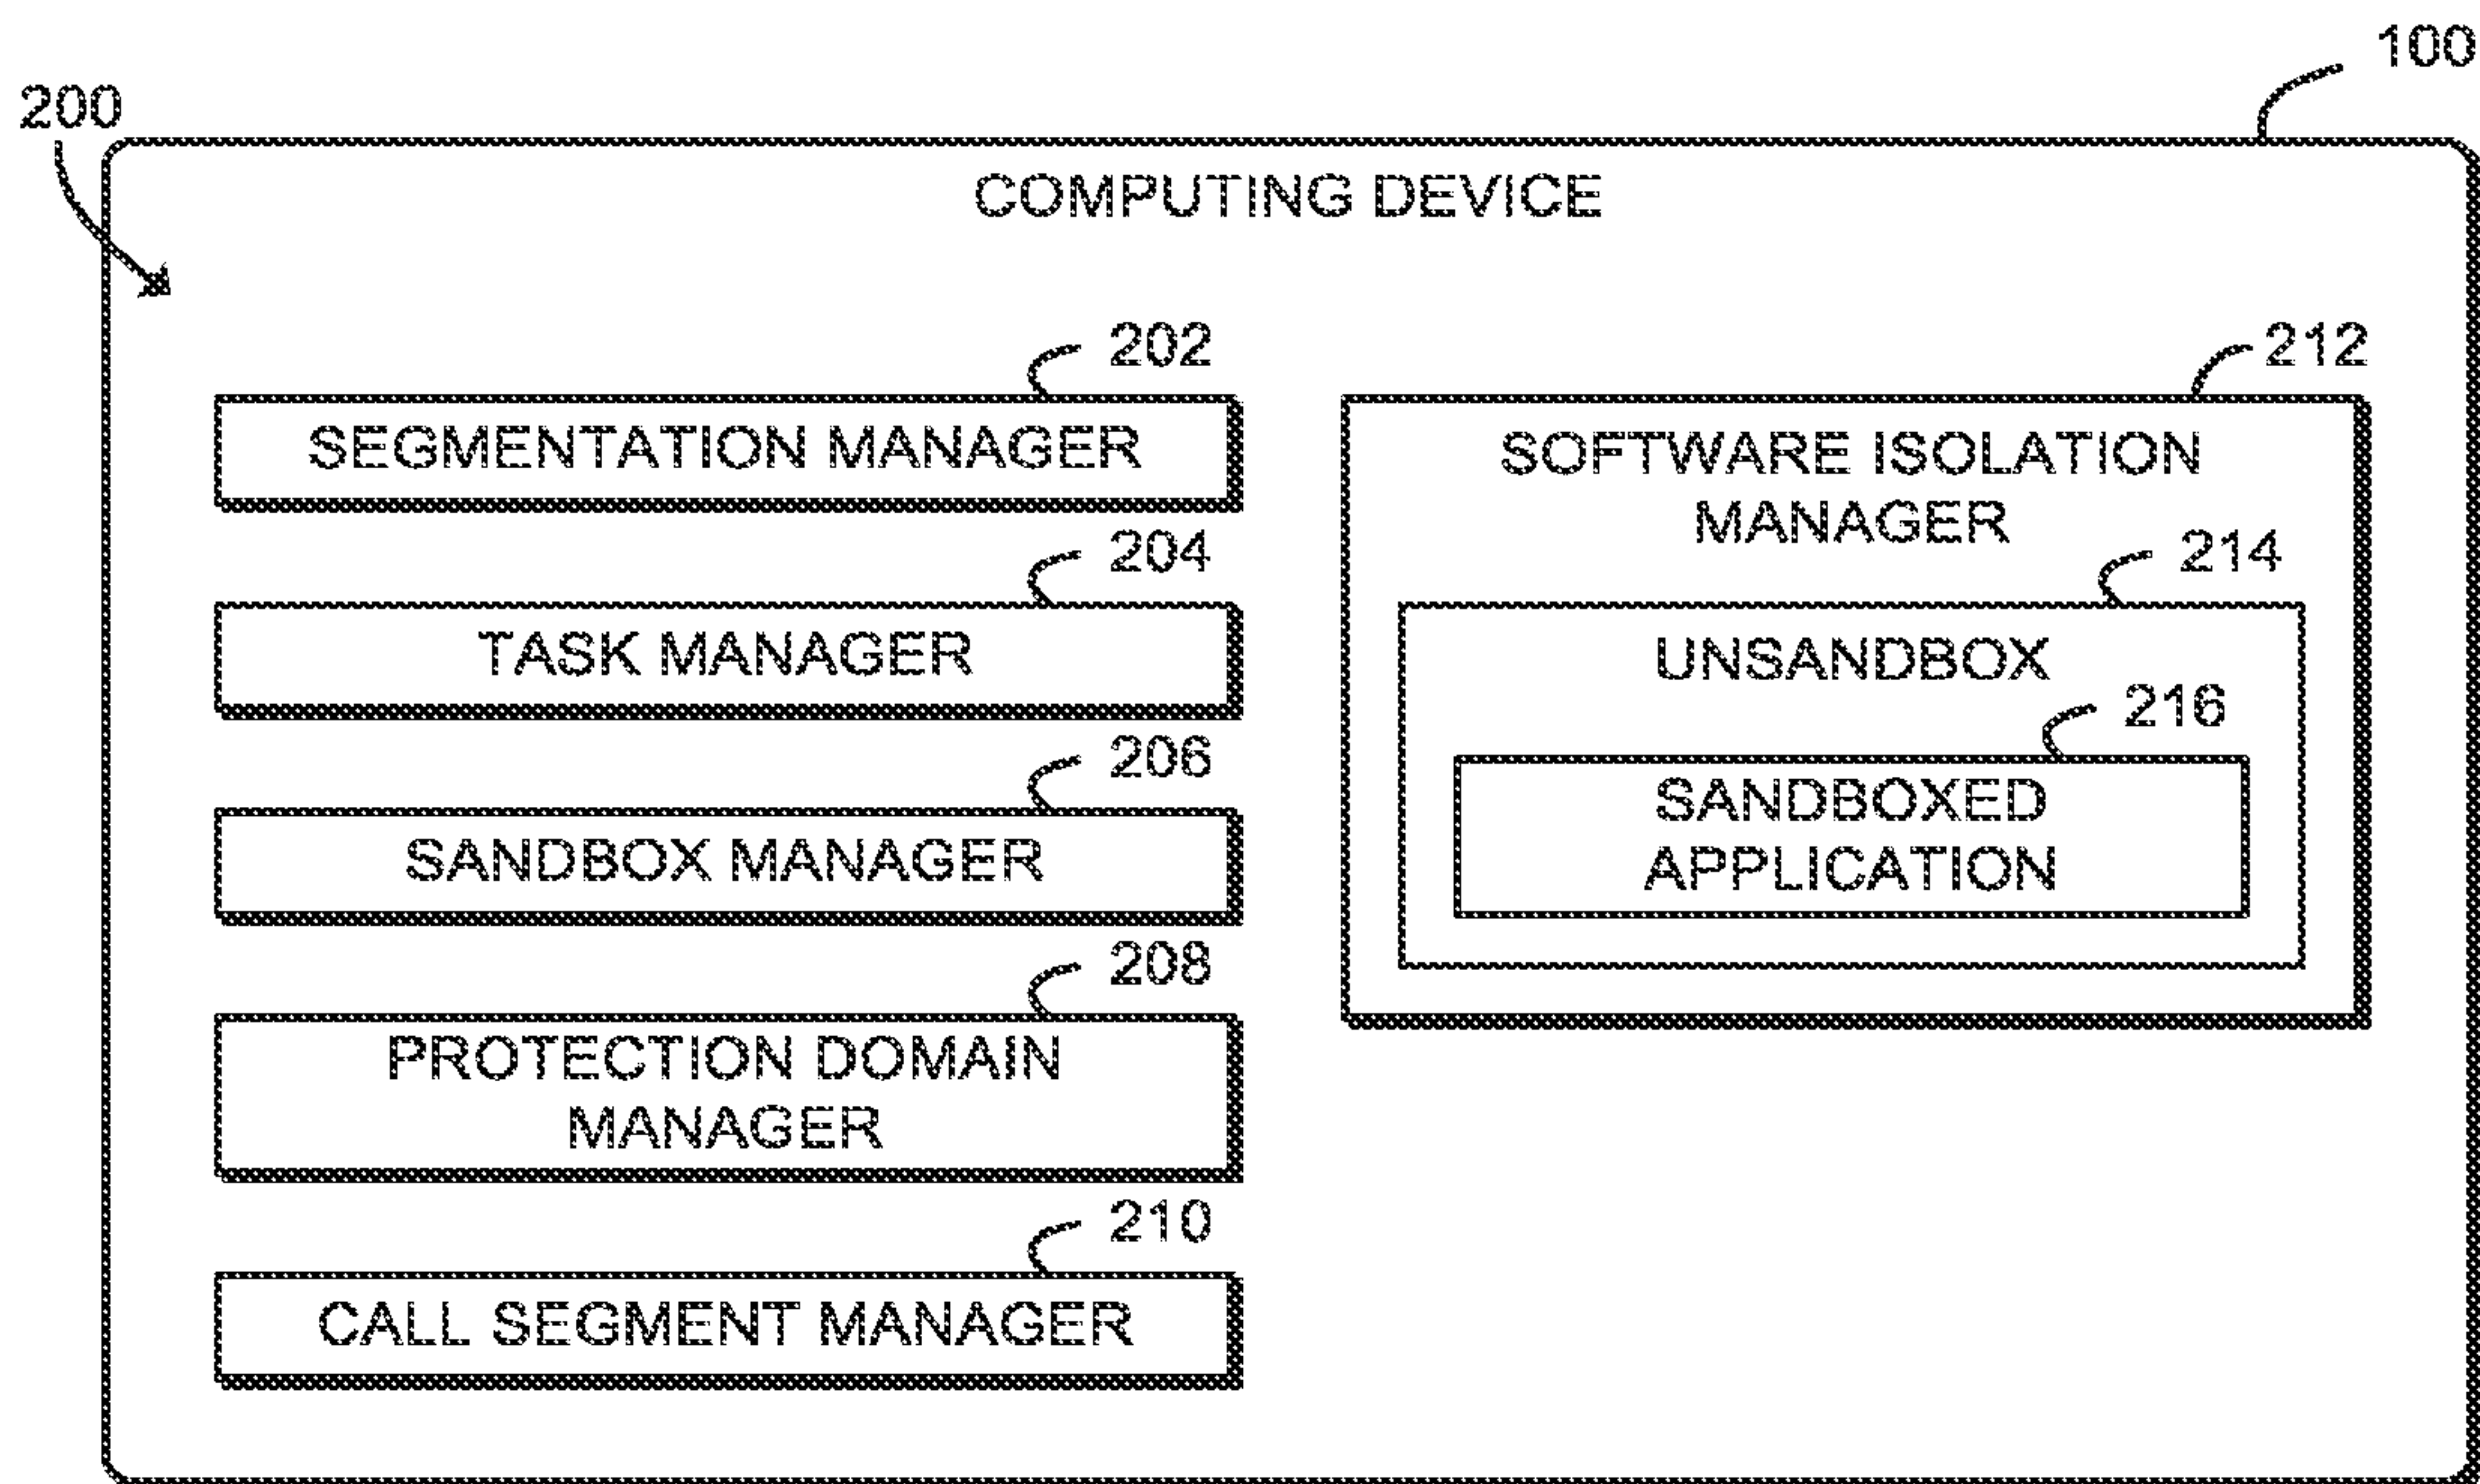 100
200
COMPUTING DEVICE
202
SEGMENTATION MANAGER
204
TASK MANAGER
206
SANDBOX MANAGER
208
PROTECTION DOMAIN
MANAGER
210
CALL SEGMENT MANAGER
212
SOFTWARE ISOLATION
MANAGER
214
UNSANDBOX
216
SANDBOXED
APPLICATION